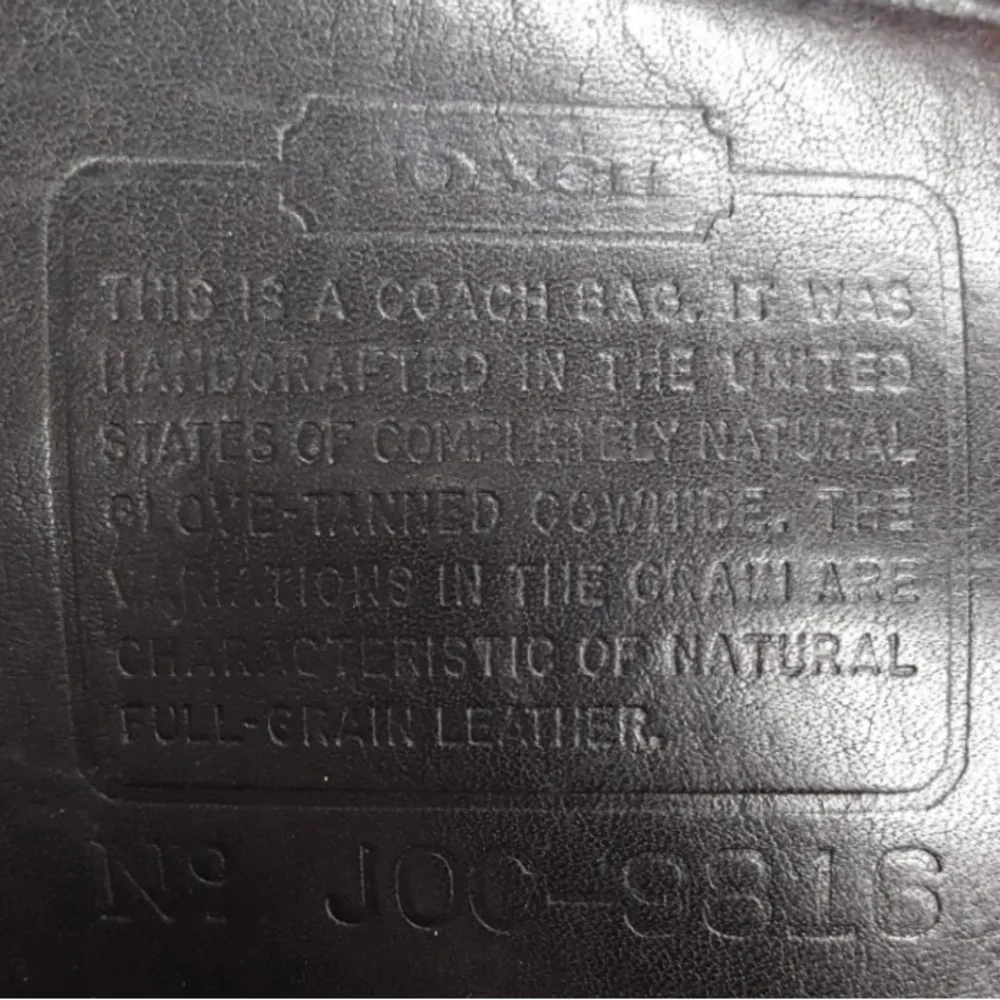 COACH
THIS IS A COACH BAG. IT WAS
HANDCRAFTED IN THE UNITED
STATES OF COMPLETELY NATURAL
GLOVE-TANNED COWHIDE. THE
VARIATIONS IN THE GRAIN ARE
CHARACTERISTIC OF NATURAL
FULL-GRAIN LEATHER.
Nº JOC-9816